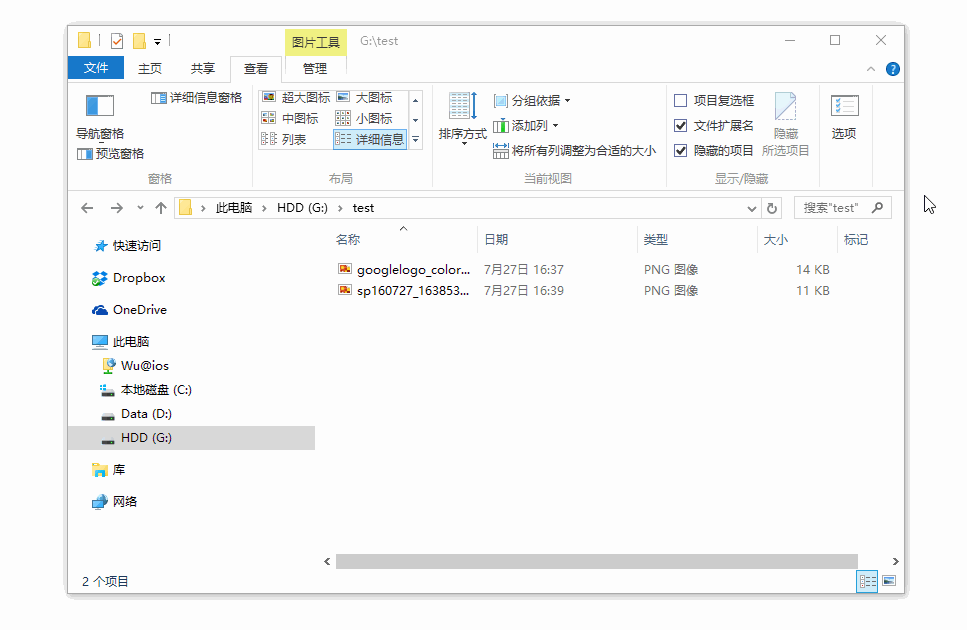 图片工具 G:\test
文件 主页 共享 查看 管理
导航窗格
预览窗格
详细信息窗格
窗格
超大图标 大图标
中图标 小图标
列表 详细信息
布局
排序方式
分组依据
添加列
将所有列调整为合适的大小
当前视图
项目复选框
文件扩展名
隐藏的项目
隐藏
所选项目
显示/隐藏
选项
此电脑 HDD (G:) test
搜索"test"
名称 日期 类型 大小 标记
googlelogo_color... 7月27日 16:37 PNG 图像 14 KB
sp160727_163853... 7月27日 16:39 PNG 图像 11 KB
快速访问
Dropbox
OneDrive
此电脑
Wu@ios
本地磁盘 (C:)
Data (D:)
HDD (G:)
库
网络
2 个项目